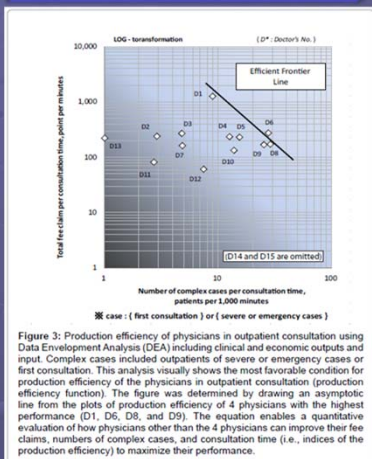 LOG - toransformation
( D* : Doctor's No. )
10,000
1,000
100
10
1
Total fee claim per consultation time, point per minutes
Efficient Frontier
Line
D1
D2
D3
D4
D5
D6
D7
D8
D9
D10
D11
D12
D13
(D14 and D15 are omitted)
1
10
100
Number of complex cases per consultation time,
patients per 1,000 minutes
※ case : { first consultation } or { severe or emergency cases }
Figure 3: Production efficiency of physicians in outpatient consultation using
Data Envelopment Analysis (DEA) including clinical and economic outputs and
input. Complex cases included outpatients of severe or emergency cases or
first consultation. This analysis visually shows the most favorable condition for
production efficiency of the physicians in outpatient consultation (production
efficiency function). The figure was determined by drawing an asymptotic
line from the plots of production efficiency of 4 physicians with the highest
performance (D1, D6, D8, and D9). The equation enables a quantitative
evaluation of how physicians other than the 4 physicians can improve their fee
claims, numbers of complex cases, and consultation time (i.e., indices of the
production efficiency) to maximize their performance.